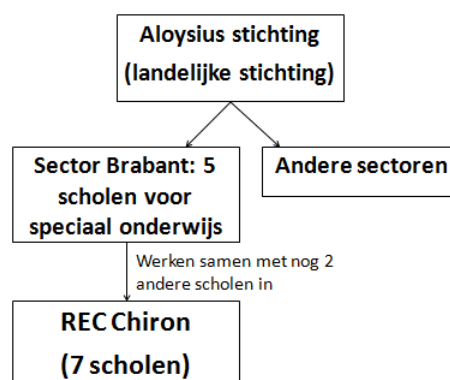 Aloysius stichting
(landelijke stichting)
Sector Brabant: 5
scholen voor
speciaal onderwijs
Andere sectoren
Werken samen met nog 2
andere scholen in
REC Chiron
(7 scholen)